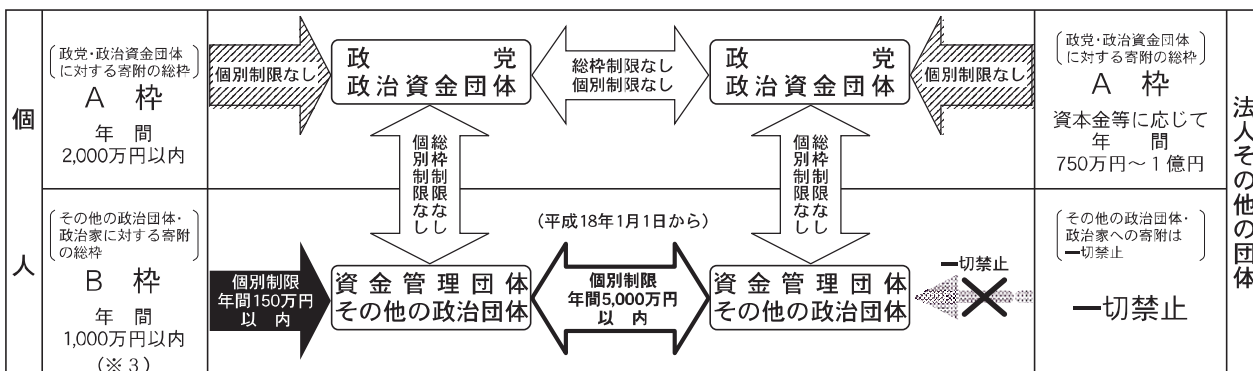 個人
政党・政治資金団体
に対する寄附の総枠
A 枠
年 間
2,000万円以内
個別制限なし
政 党
政治資金団体
総枠制限なし
個別制限なし
政 党
政治資金団体
個別制限なし
政党・政治資金団体
に対する寄附の総枠
A 枠
資本金等に応じて
年 間
750万円～1億円
法人その他の団体
総枠制限なし
個別制限なし
総枠制限なし
個別制限なし
その他の政治団体・
政治家に対する寄附
の総枠
B 枠
年 間
1,000万円以内
(※3)
個別制限
年間150万円
以 内
資金管理団体
その他の政治団体
(平成18年1月1日から)
個別制限
年間5,000万円
以 内
資金管理団体
その他の政治団体
一切禁止
その他の政治団体・
政治家への寄附は
一切禁止
一切禁止